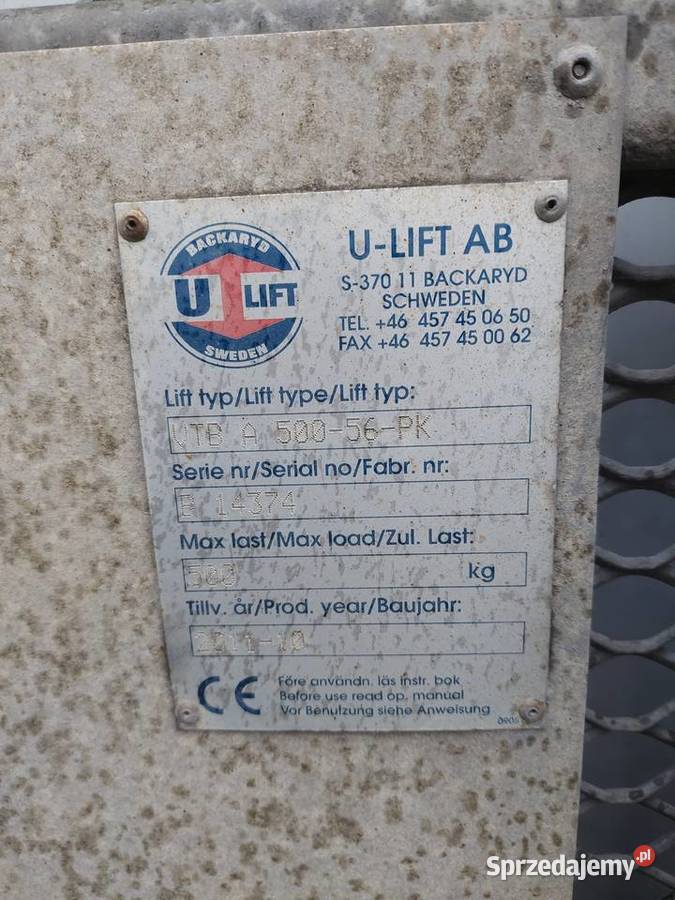 BACKARYD
U LIFT
SWEDEN
U-LIFT AB
S-370 11 BACKARYD
SCHWEDEN
TEL. +46 457 45 06 50
FAX +46 457 45 00 62
Lift typ/Lift type/Lift typ:
VTB A 500-56-PK
Serie nr/Serial no/Fabr. nr:
B 14374
Max last/Max load/Zul. Last:
500 kg
Tillv. år/Prod. year/Baujahr:
2011-10
CE
Före användn. läs instr. bok
Before use read op. manual
Vor Benutzung siehe Anweisung
Sprzedajemy.pl